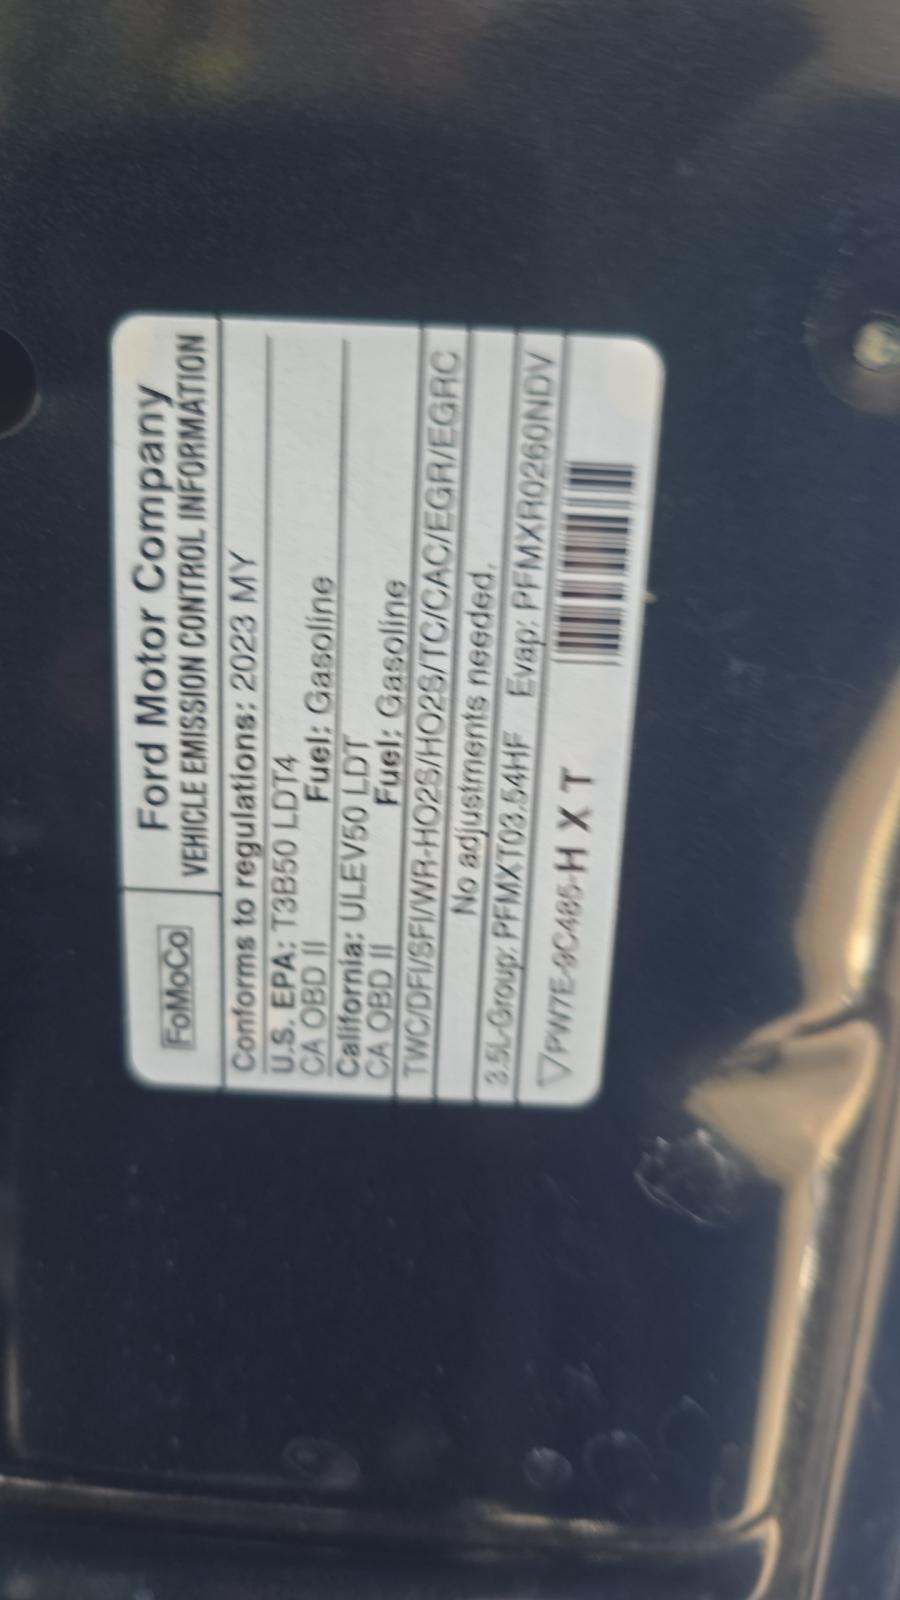 FoMoCo
Ford Motor Company
VEHICLE EMISSION CONTROL INFORMATION
Conforms to regulations: 2023 MY
U.S. EPA: T3B50 LDT4
CA OBD II Fuel: Gasoline
California: ULEV50 LDT
CA OBD II Fuel: Gasoline
TWC/DFI/SFI/WR-HO2S/HO2S/TC/CAC/EGR/EGRC
No adjustments needed.
3.5L-Group: PFMXT03.54HF Evap: PFMXR0260NDV
▽PW7E-9C485-H X T